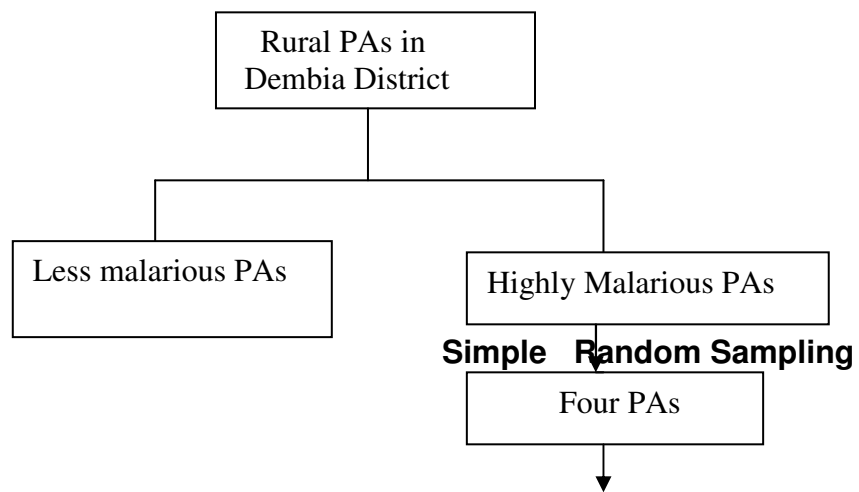 Rural PAs in
Dembia District
Less malarious PAs
Highly Malarious PAs
Simple Random Sampling
Four PAs